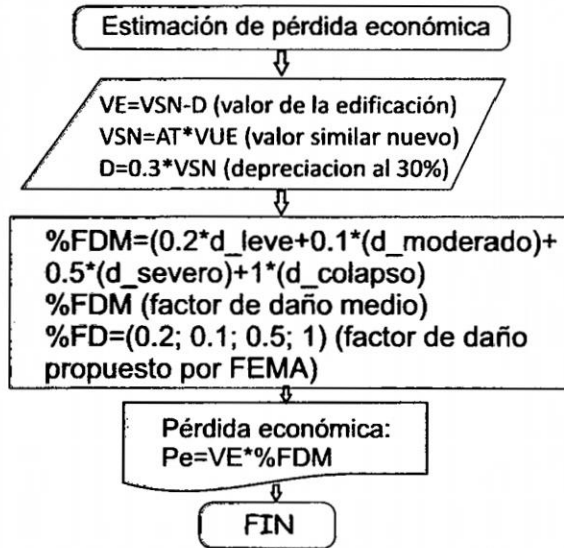 Estimación de pérdida económica
VE=VSN-D (valor de la edificación)
VSN=AT*VUE (valor similar nuevo)
D=0.3*VSN (depreciacion al 30%)
%FDM=(0.2*d_leve+0.1*(d_moderado)+
0.5*(d_severo)+1*(d_colapso)
%FDM (factor de daño medio)
%FD=(0.2; 0.1; 0.5; 1) (factor de daño
propuesto por FEMA)
Pérdida económica:
Pe=VE*%FDM
FIN